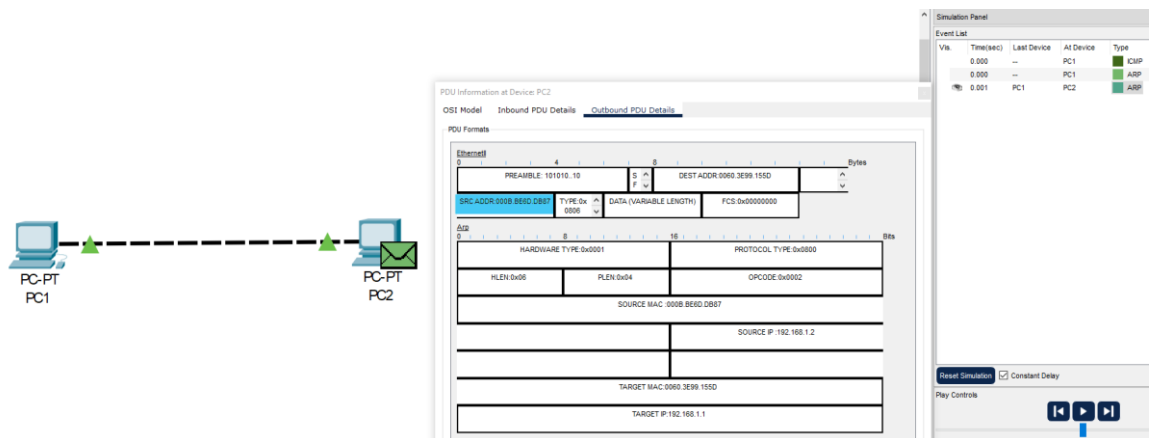 Simulation Panel
Event List
Vis. Time(sec) Last Device At Device Type
0.000 -- PC1 ICMP
0.000 -- PC1 ARP
0.001 PC1 PC2 ARP
PDU Information at Device: PC2
OSI Model Inbound PDU Details Outbound PDU Details
PDU Formats
EthernetII
0 4 8 Bytes
PREAMBLE: 101010..10 S F DEST ADDR:0060.3E99.155D
SRC ADDR:000B.BE6D.DB87 TYPE:0x0806 DATA (VARIABLE LENGTH) FCS:0x00000000
Arp
0 8 16 Bits
HARDWARE TYPE:0x0001 PROTOCOL TYPE:0x0800
HLEN:0x06 PLEN:0x04 OPCODE:0x0002
SOURCE MAC :000B.BE6D.DB87
SOURCE IP :192.168.1.2
TARGET MAC:0060.3E99.155D
TARGET IP:192.168.1.1
PC-PT
PC1
PC-PT
PC2
Reset Simulation Constant Delay
Play Controls